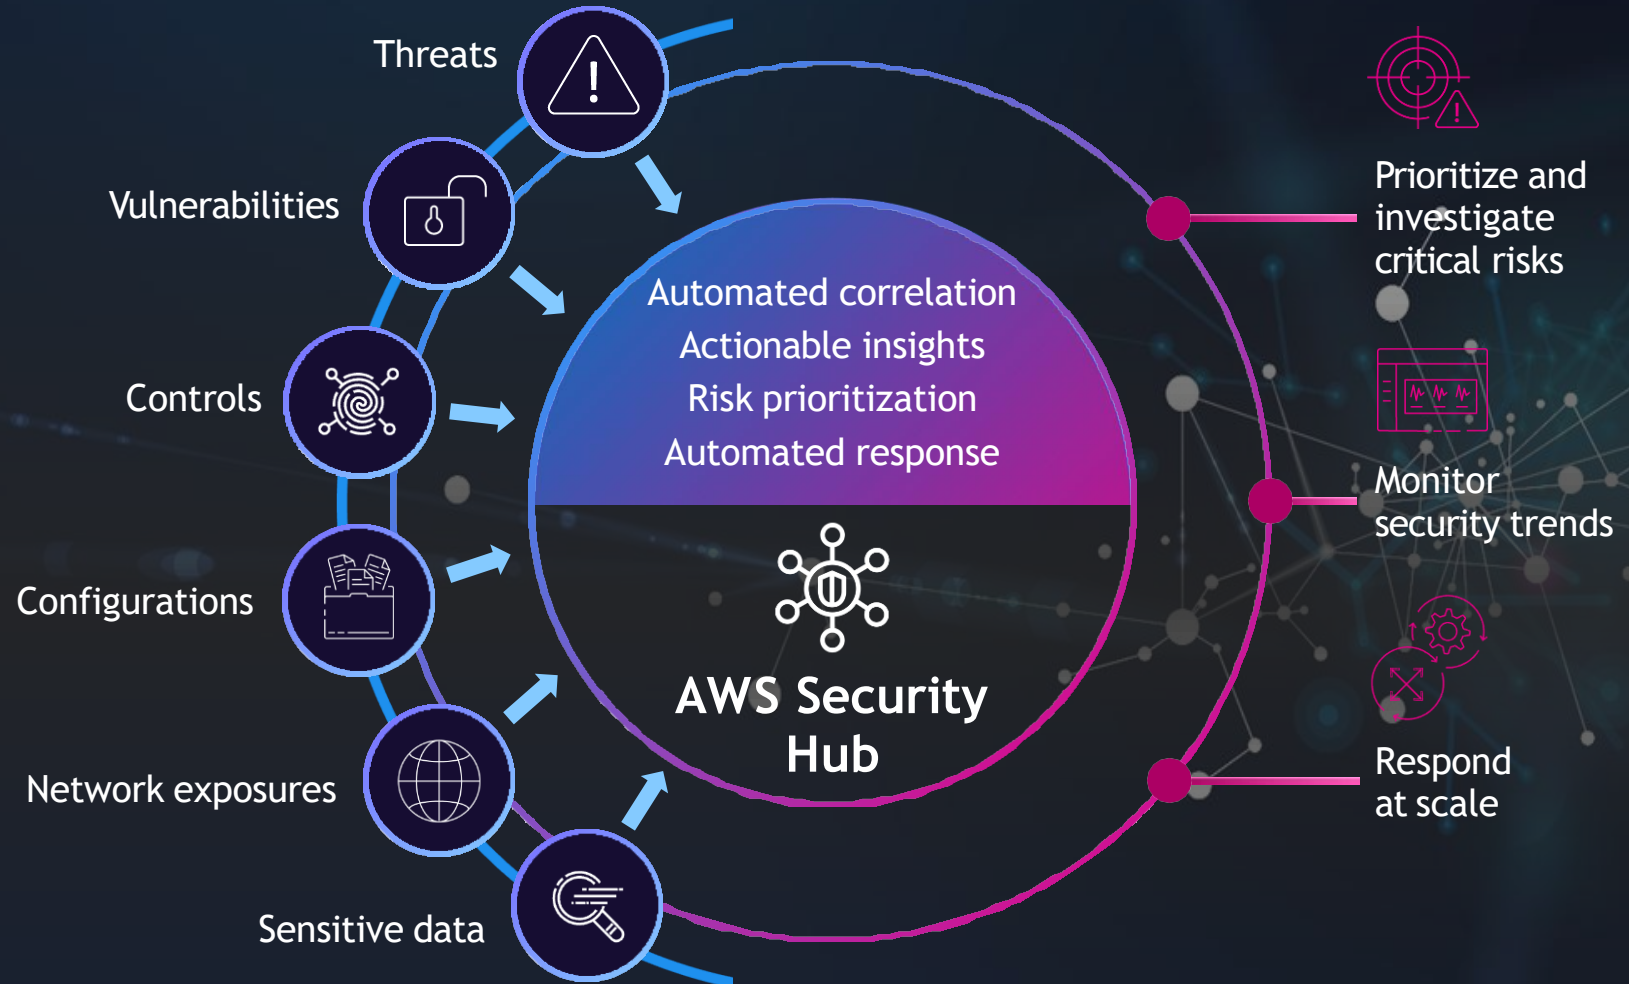 Threats
Vulnerabilities
Controls
Configurations
Network exposures
Sensitive data
Automated correlation
Actionable insights
Risk prioritization
Automated response
AWS Security
Hub
Prioritize and
investigate
critical risks
Monitor
security trends
Respond
at scale